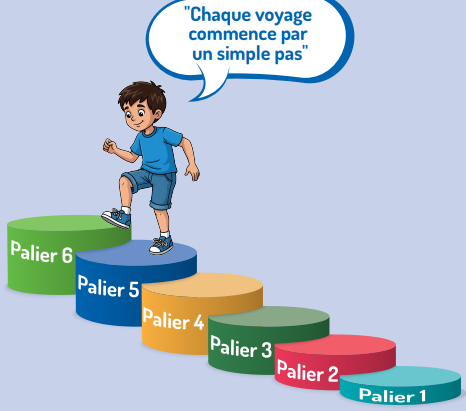 "Chaque voyage
commence par
un simple pas"
Palier 6
Palier 5
Palier 4
Palier 3
Palier 2
Palier 1